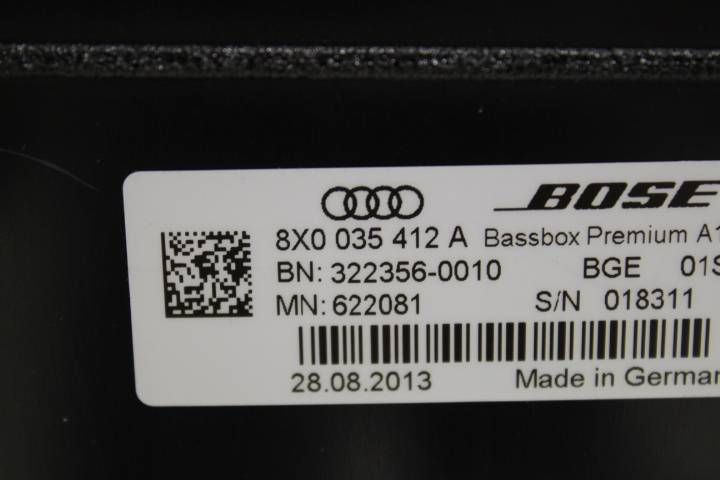 BOSE
8X0 035 412 A Bassbox Premium A1
BN: 322356-0010 BGE 01S
MN: 622081 S/N 018311
28.08.2013 Made in German